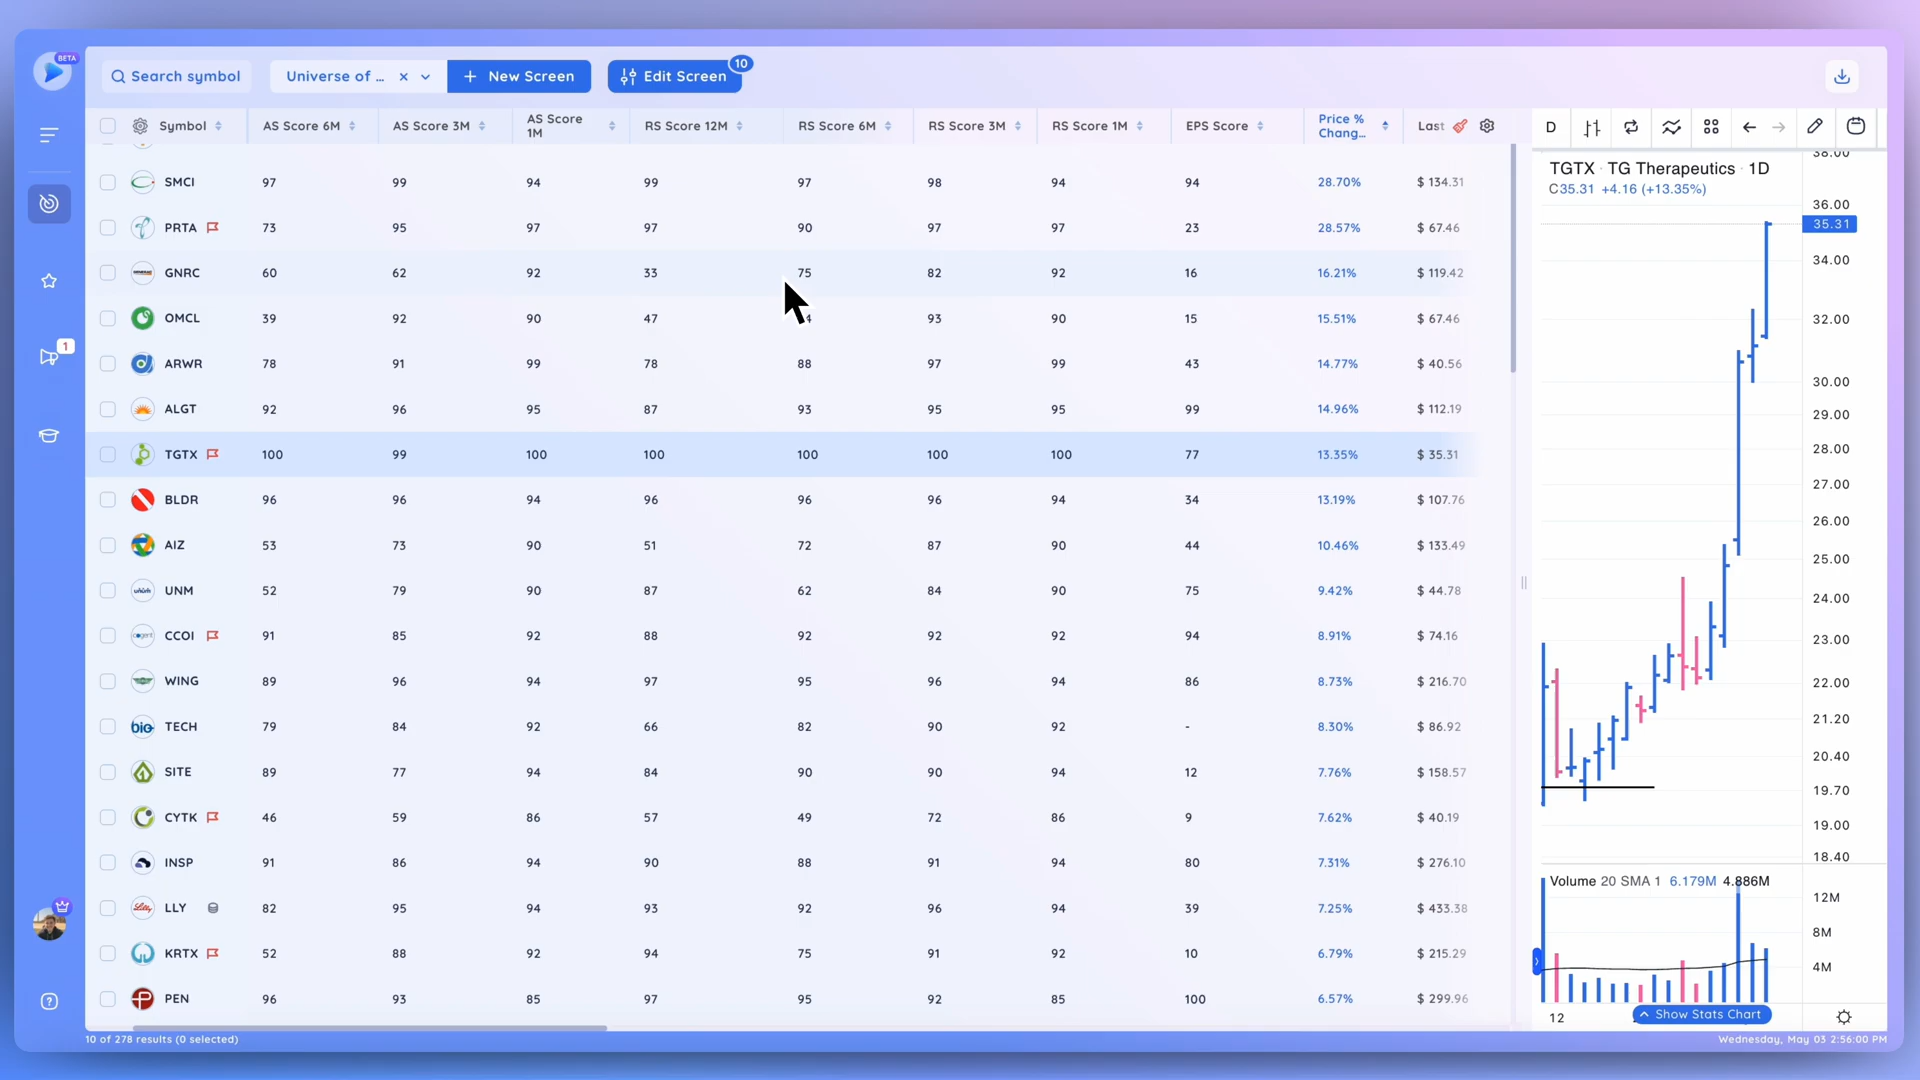 BETA
Search symbol
Universe of ...
New Screen
Edit Screen
10
Symbol
AS Score 6M
AS Score 3M
AS Score
1M
RS Score 12M
RS Score 6M
RS Score 3M
RS Score 1M
EPS Score
Price %
Chang...
Last
D
SMCI 97 99 94 99 97 98 94 94 28.70% $ 134.31
PRTA 73 95 97 97 90 97 97 23 28.57% $ 67.46
GNRC 60 62 92 33 75 82 92 16 16.21% $ 119.42
OMCL 39 92 90 47 93 90 15 15.51% $ 67.46
ARWR 78 91 99 78 88 97 99 43 14.77% $ 40.56
ALGT 92 96 95 87 93 95 95 99 14.96% $ 112.19
TGTX 100 99 100 100 100 100 100 77 13.35% $ 35.31
BLDR 96 96 94 96 96 96 94 34 13.19% $ 107.76
AIZ 53 73 90 51 72 87 90 44 10.46% $ 133.49
unum UNM 52 79 90 87 62 84 90 75 9.42% $ 44.78
cogent CCOI 91 85 92 88 92 92 92 94 8.91% $ 74.16
WING 89 96 94 97 95 96 94 86 8.73% $ 216.70
bio TECH 79 84 92 66 82 90 92 - 8.30% $ 86.92
SITE 89 77 94 84 90 90 94 12 7.76% $ 158.57
CYTK 46 59 86 57 49 72 86 9 7.62% $ 40.19
INSP 91 86 94 90 88 91 94 80 7.31% $ 276.10
Lilly LLY 82 95 94 93 92 96 94 39 7.25% $ 433.38
KRTX 52 88 92 94 75 91 92 10 6.79% $ 215.29
PEN 96 93 85 97 95 92 85 100 6.57% $ 299.96
1
TGTX · TG Therapeutics · 1D
C35.31 +4.16 (+13.35%)
38.00
36.00
35.31
34.00
32.00
30.00
29.00
28.00
27.00
26.00
25.00
24.00
23.00
22.00
21.20
20.40
19.70
19.00
18.40
Volume 20 SMA 1 6.179M 4.886M
12M
8M
4M
12
Show Stats Chart
10 of 278 results (0 selected)
Wednesday, May 03 2:56:00 PM